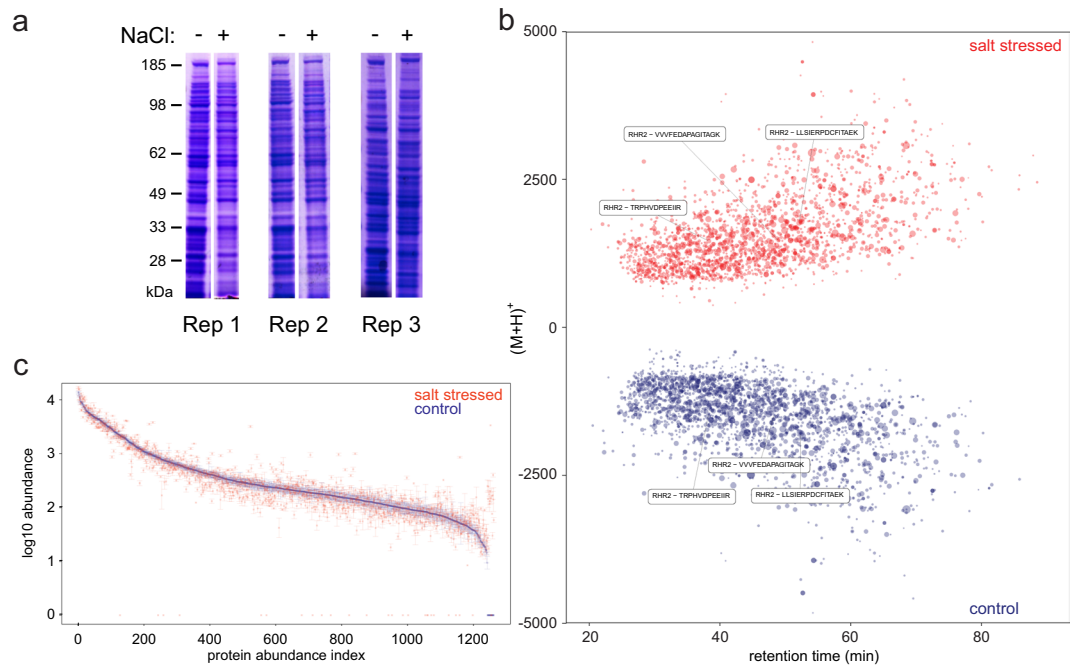 a
NaCl: - + - + - +
185
98
62
49
33
28
kDa
Rep 1 Rep 2 Rep 3
b
5000
2500
0
-2500
-5000
(M+H)+
salt stressed
RHR2 − VVVFEDAPAGITAGK
RHR2 − LLSIERPDCFITAEK
RHR2 − TRPHVDPEEIIR
RHR2 − VVVFEDAPAGITAGK
RHR2 − TRPHVDPEEIIR
RHR2 − LLSIERPDCFITAEK
control
20 40 60 80
retention time (min)
c
salt stressed
control
4
3
2
1
0
log10 abundance
0 200 400 600 800 1000 1200
protein abundance index